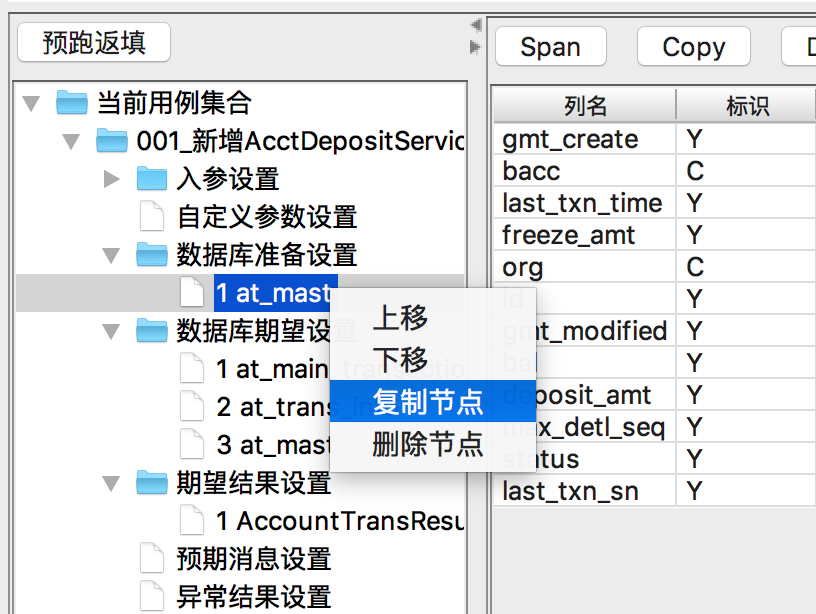 预跑返填
Span
Copy
当前用例集合
001_新增AcctDepositServic
入参设置
自定义参数设置
数据库准备设置
1 at_mast
数据库期望设置
1 at_main_transactio
2 at_trans_in
3 at_mast
期望结果设置
1 AccountTransResu
预期消息设置
异常结果设置
上移
下移
复制节点
删除节点
列名 标识
gmt_create Y
bacc C
last_txn_time Y
freeze_amt Y
org C
id Y
gmt_modified Y
bal Y
deposit_amt Y
max_detl_seq Y
status Y
last_txn_sn Y